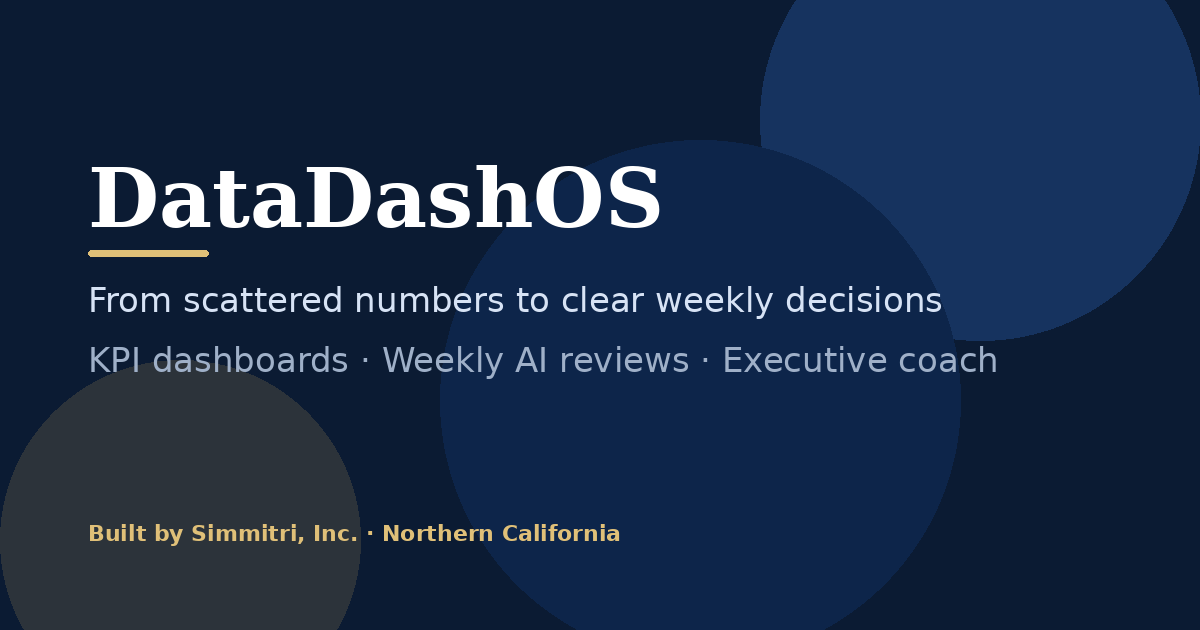 DataDashOS
From scattered numbers to clear weekly decisions
KPI dashboards · Weekly AI reviews · Executive coach
Built by Simmitri, Inc. · Northern California